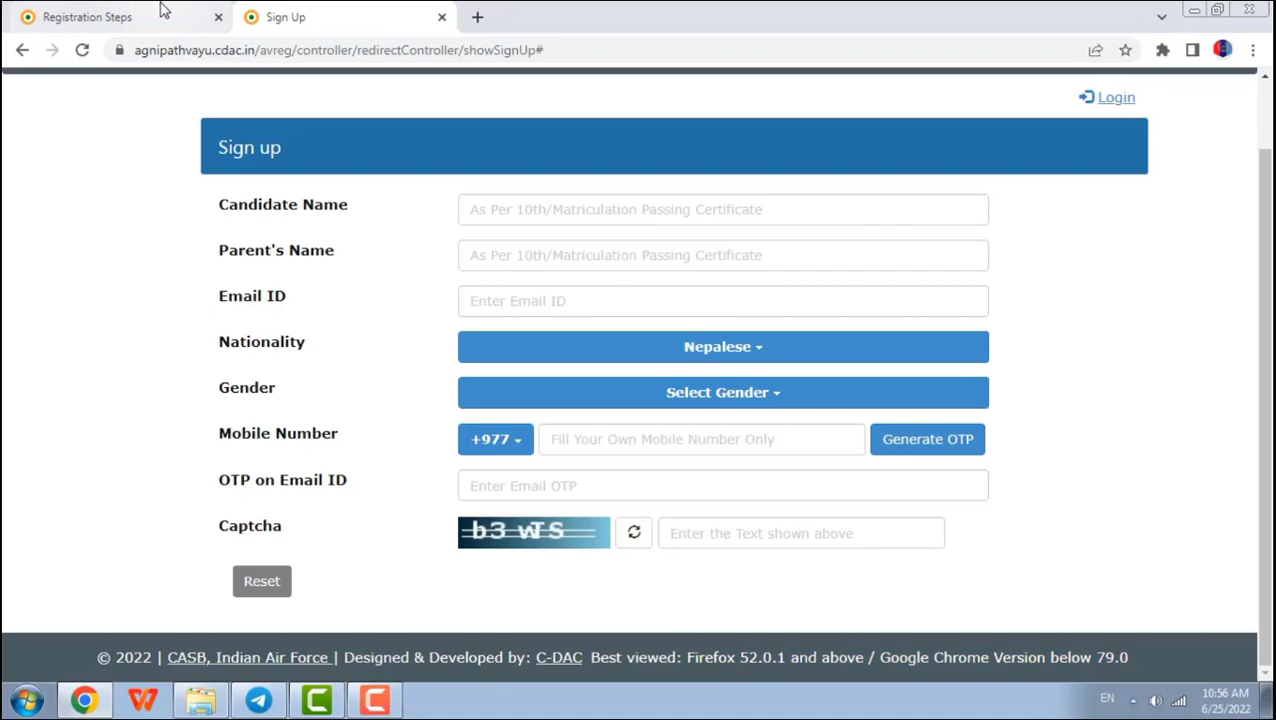 Registration Steps
Sign Up
agnipathvayu.cdac.in/avreg/controller/redirectController/showSignUp#
Login
Sign up
Candidate Name As Per 10th/Matriculation Passing Certificate
Parent's Name As Per 10th/Matriculation Passing Certificate
Email ID Enter Email ID
Nationality Nepalese
Gender Select Gender
Mobile Number +977 Fill Your Own Mobile Number Only Generate OTP
OTP on Email ID Enter Email OTP
Captcha b3 wTS Enter the Text shown above
Reset
© 2022 | CASB, Indian Air Force | Designed & Developed by: C-DAC Best viewed: Firefox 52.0.1 and above / Google Chrome Version below 79.0
EN
10:56 AM
6/25/2022